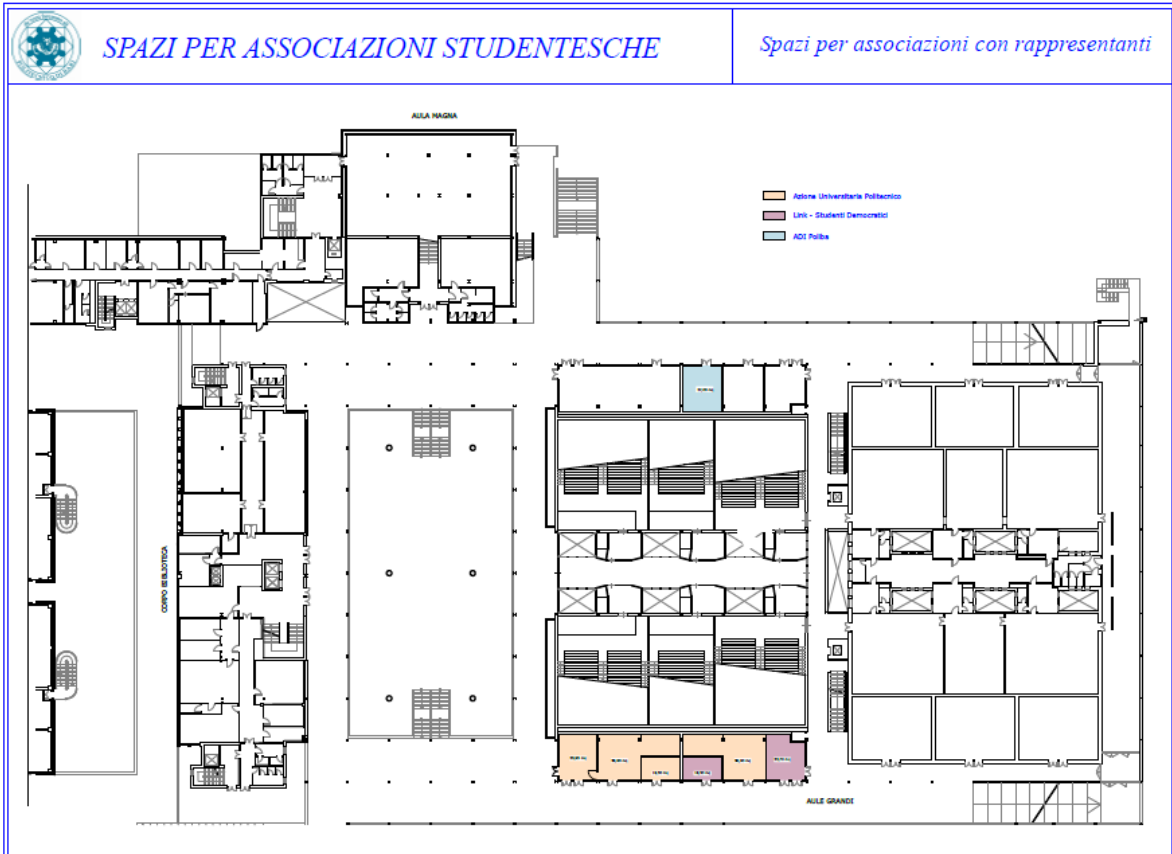 SPAZI PER ASSOCIAZIONI STUDENTESCHE
Spazi per associazioni con rappresentanti
AULA MAGNA
Azione Universitaria Politecnico
Link - Studenti Democratici
ADI Poliba
CORPO BIBLIOTECA
AULE GRANDI